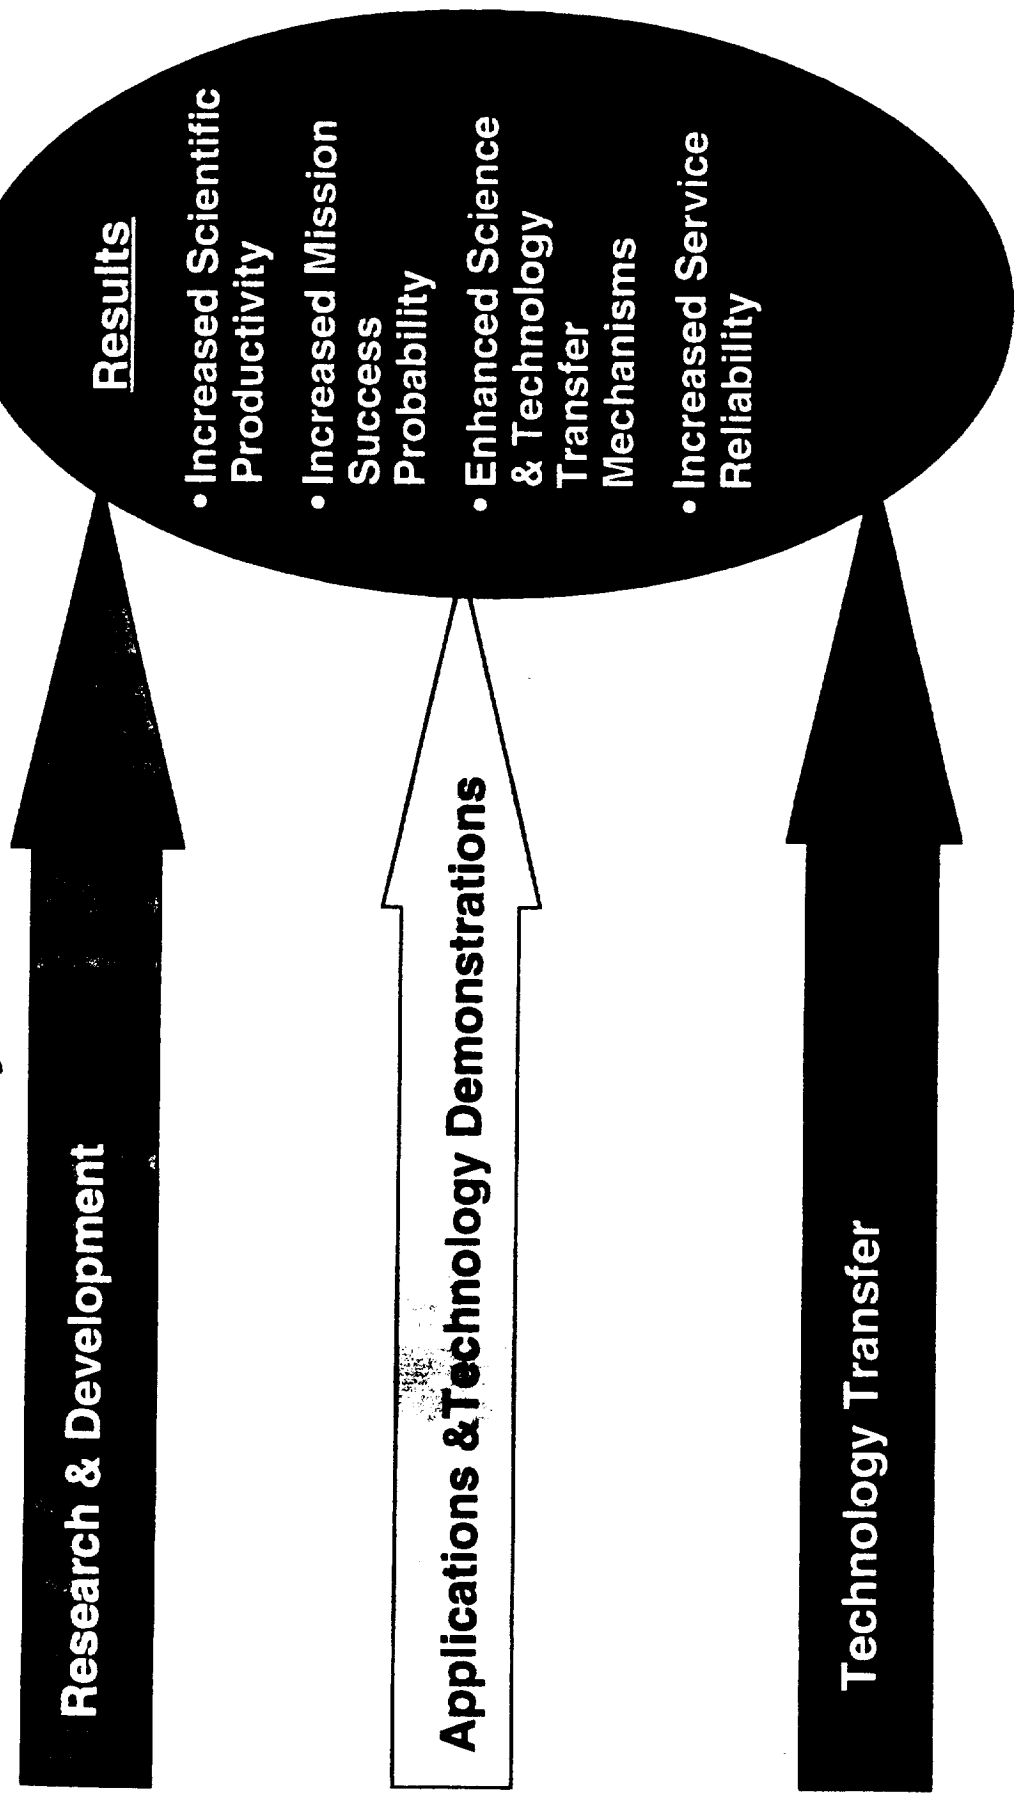 Research & Development
Applications &Technology Demonstrations
Technology Transfer
Results
• Increased Scientific
Productivity
• Increased Mission
Success
Probability
• Enhanced Science
& Technology
Transfer
Mechanisms
• Increased Service
Reliability